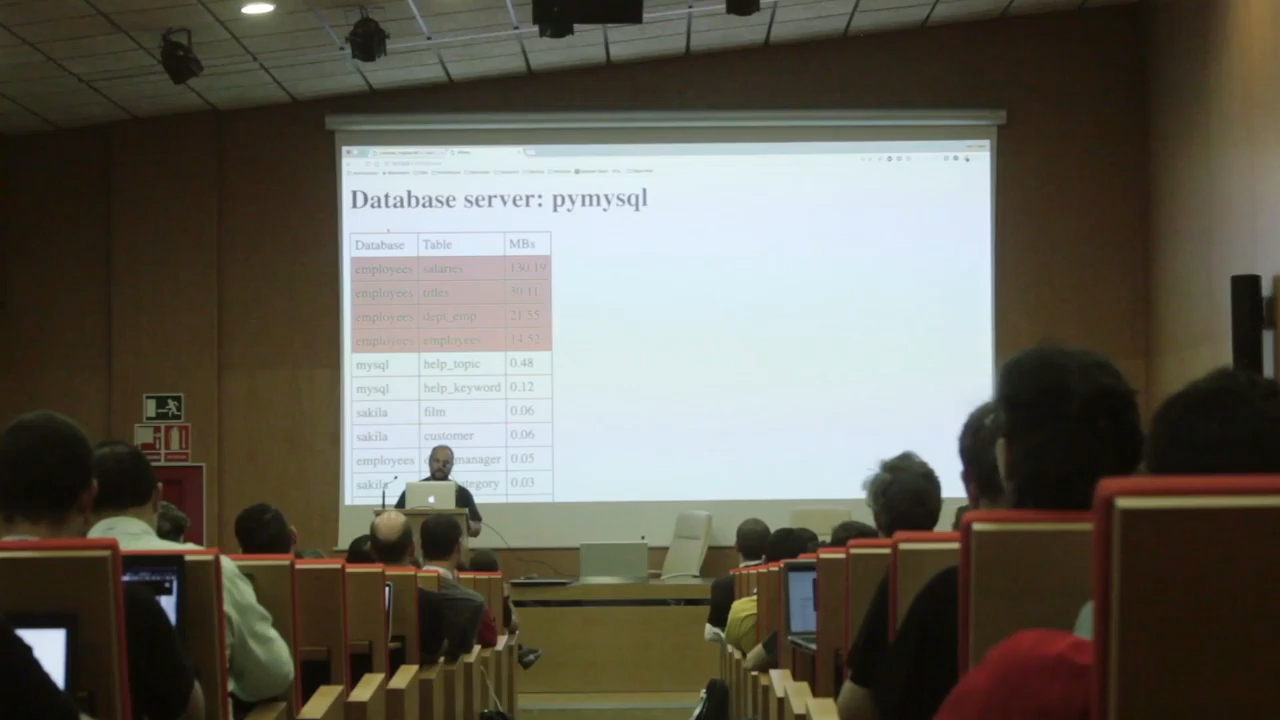 Database server: pymysql
Database Table MBs
employees salaries 130.19
employees titles 30.11
employees dept_emp 21.55
employees employees 14.52
mysql help_topic 0.48
mysql help_keyword 0.12
sakila film 0.06
sakila customer 0.06
employees manager 0.05
0.03